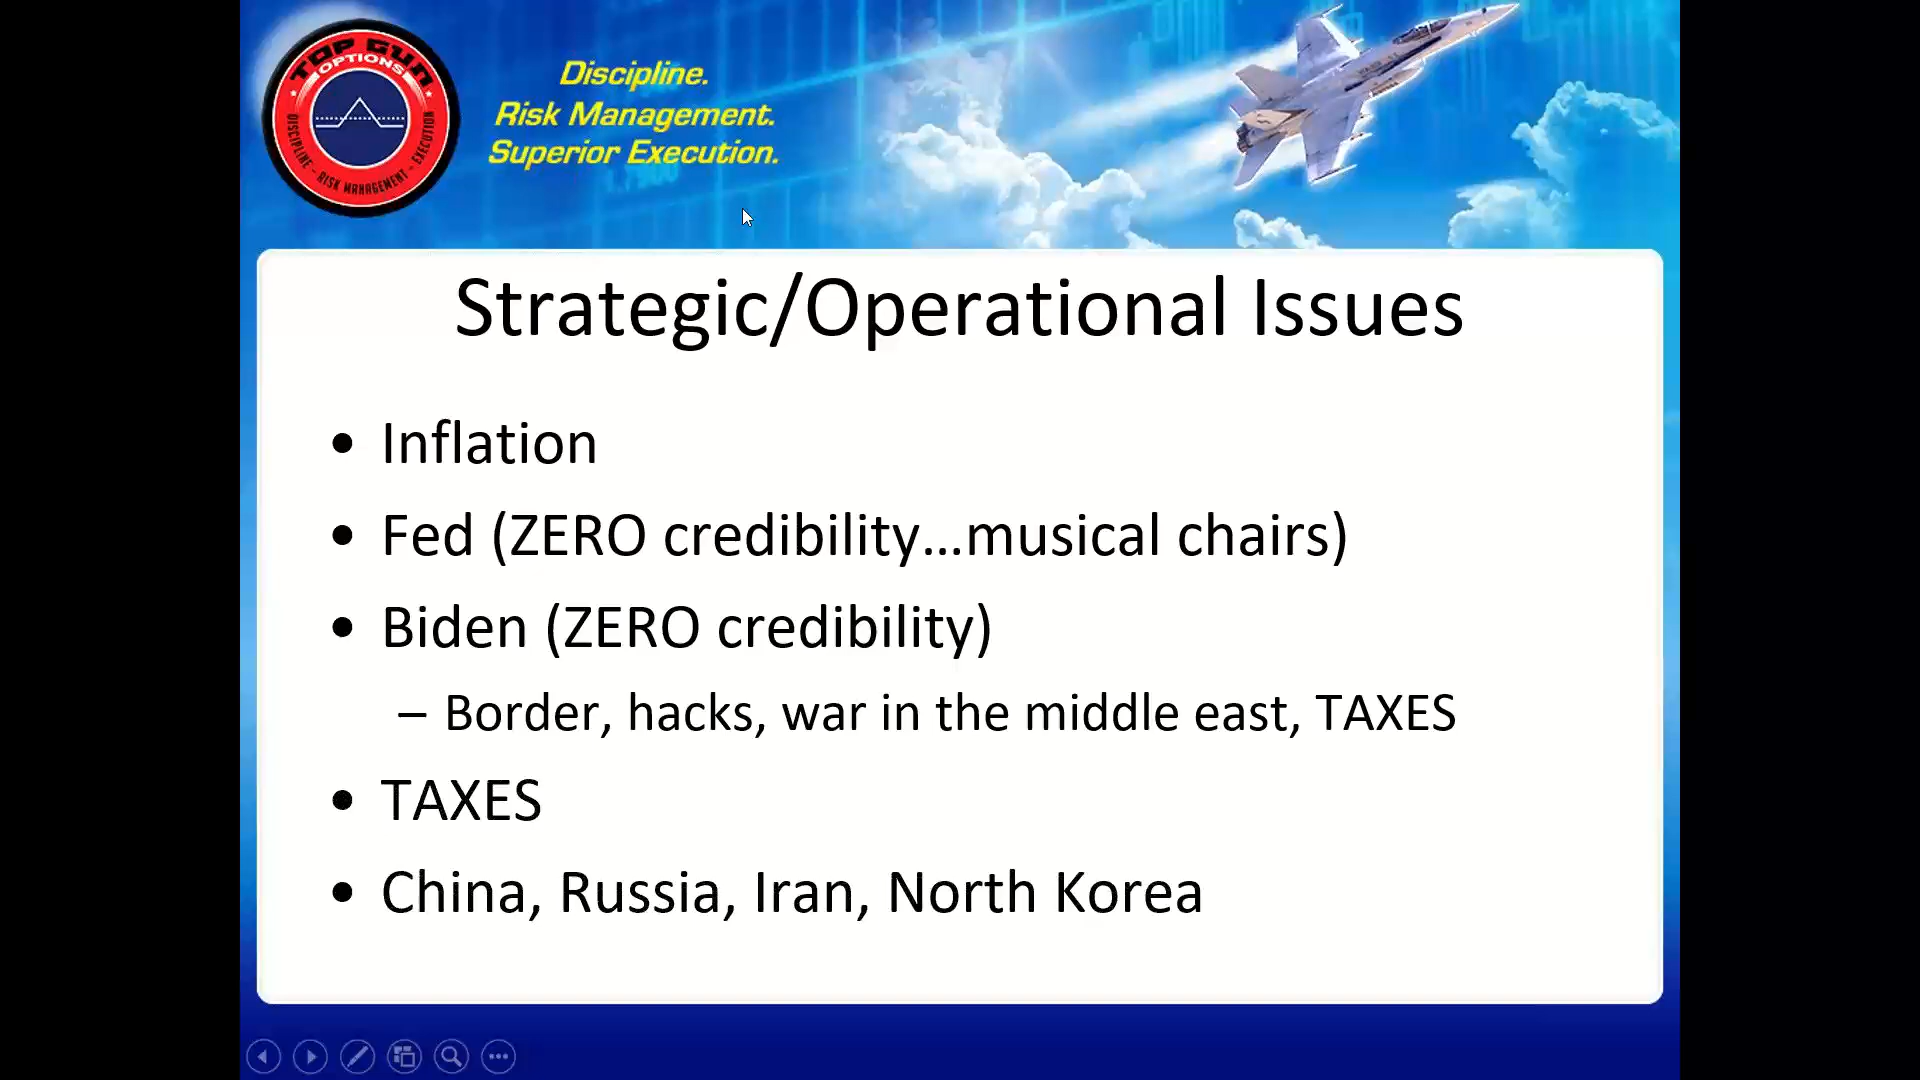 TOP GUN
OPTIONS
DISCIPLINE - RISK MANAGEMENT - EXECUTION
Discipline.
Risk Management.
Superior Execution.
Strategic/Operational Issues
• Inflation
• Fed (ZERO credibility...musical chairs)
• Biden (ZERO credibility)
– Border, hacks, war in the middle east, TAXES
• TAXES
• China, Russia, Iran, North Korea